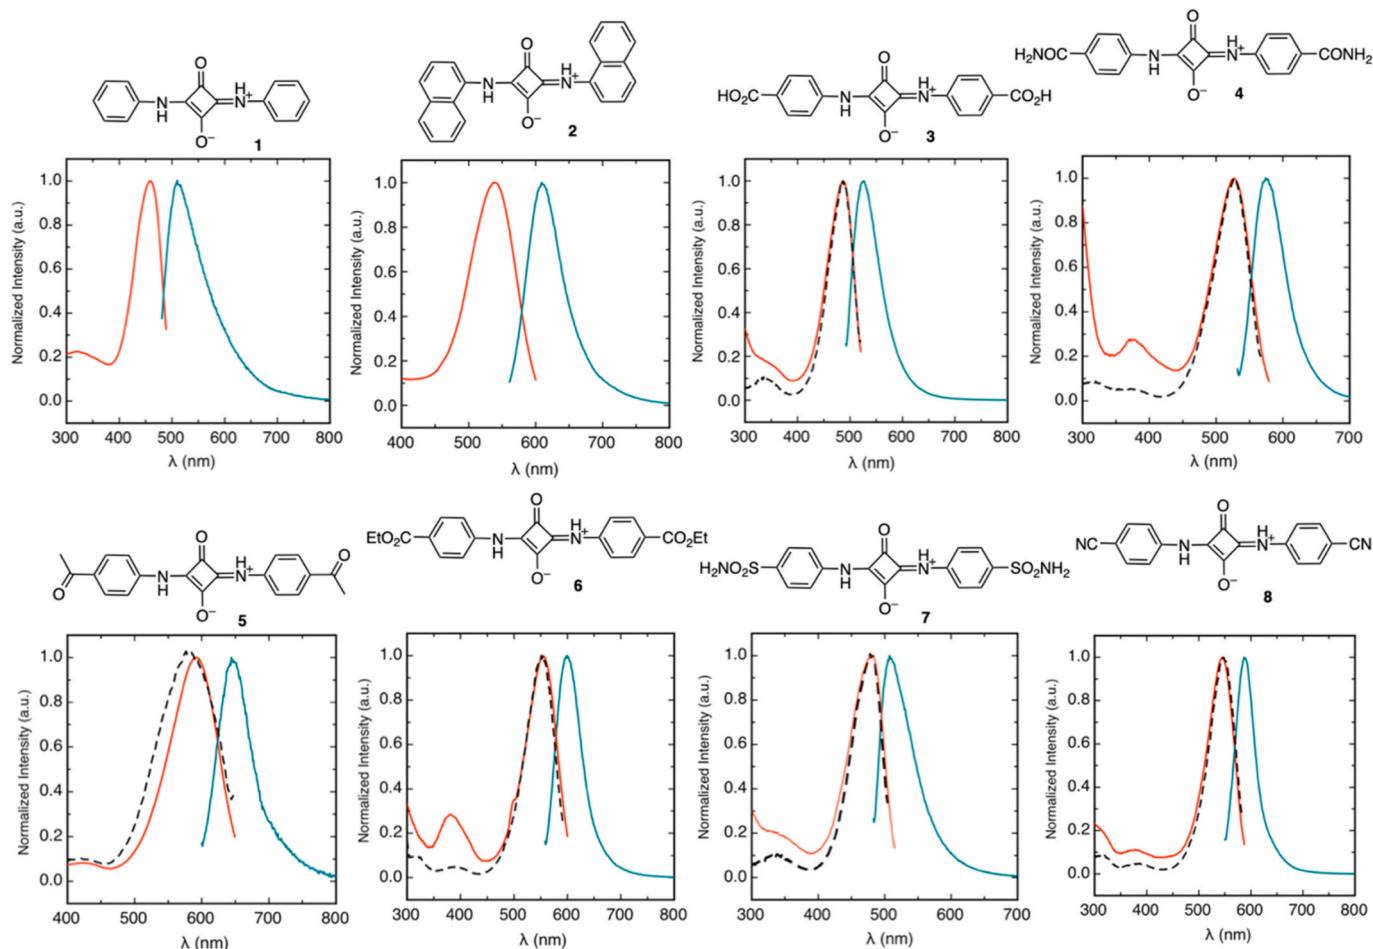 O
NH
H
N+
O−
1
O
NH
H
N+
O−
2
O
HO2C
N
H
H
N+
CO2H
O−
3
O
H2NOC
N
H
H
N+
CONH2
O−
4
Normalized Intensity (a.u.)
1.0
0.8
0.6
0.4
0.2
0.0
300 400 500 600 700 800
λ (nm)
Normalized Intensity (a.u.)
1.0
0.8
0.6
0.4
0.2
0.0
400 500 600 700 800
λ (nm)
Normalized Intensity (a.u.)
1.0
0.8
0.6
0.4
0.2
0.0
300 400 500 600 700 800
λ (nm)
Normalized Intensity (a.u.)
1.0
0.8
0.6
0.4
0.2
0.0
300 400 500 600 700
λ (nm)
O
O
N
H
H
N+
O
O−
5
O
EtO2C
N
H
H
N+
CO2Et
O−
6
O
H2NO2S
N
H
H
N+
SO2NH2
O−
7
O
NC
N
H
H
N+
CN
O−
8
Normalized Intensity (a.u.)
1.0
0.8
0.6
0.4
0.2
0.0
400 500 600 700 800
λ (nm)
Normalized Intensity (a.u.)
1.0
0.8
0.6
0.4
0.2
0.0
300 400 500 600 700 800
λ (nm)
Normalized Intensity (a.u.)
1.0
0.8
0.6
0.4
0.2
0.0
300 400 500 600 700
λ (nm)
Normalized Intensity (a.u.)
1.0
0.8
0.6
0.4
0.2
0.0
300 400 500 600 700 800
λ (nm)